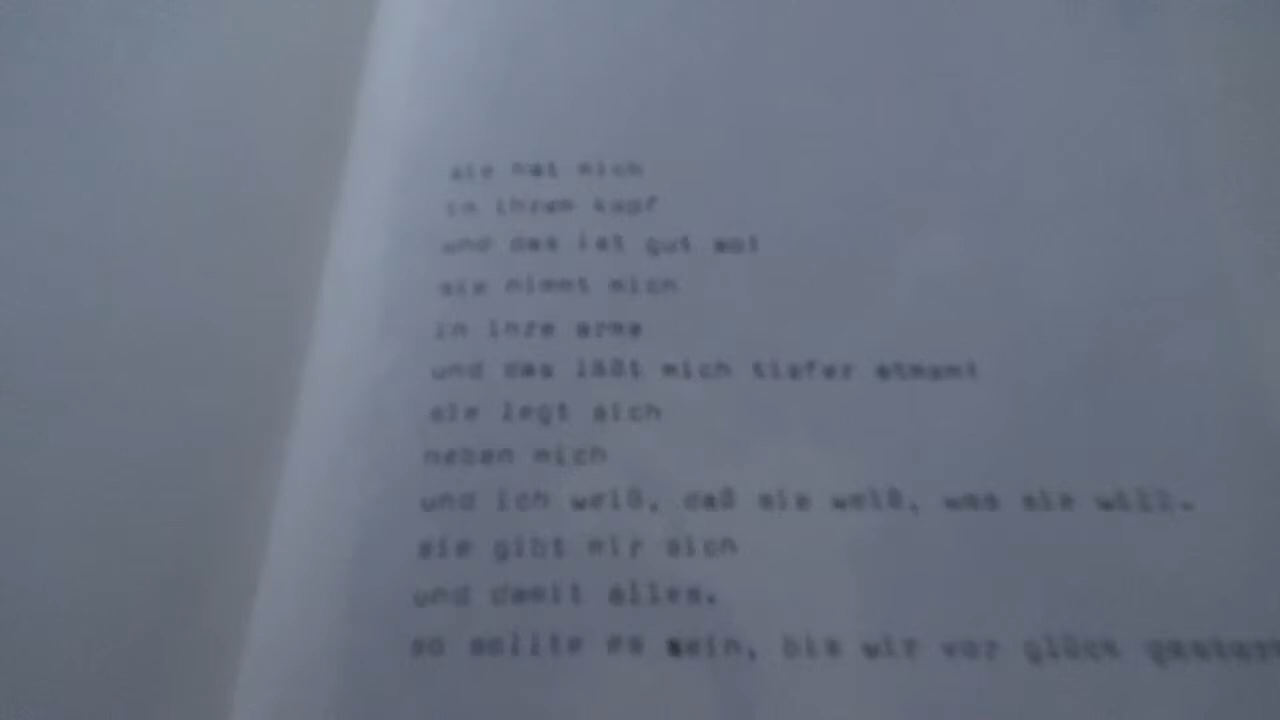 sie hat mich
in ihrem kopf
und das ist gut so!
sie nimmt mich
in ihre arme
und das läßt mich tiefer atmen!
sie legt sich
neben mich
und ich weiß, daß sie weiß, was sie will.
sie gibt mir sich
und damit alles.
so sollte es sein, bis wir vor glück